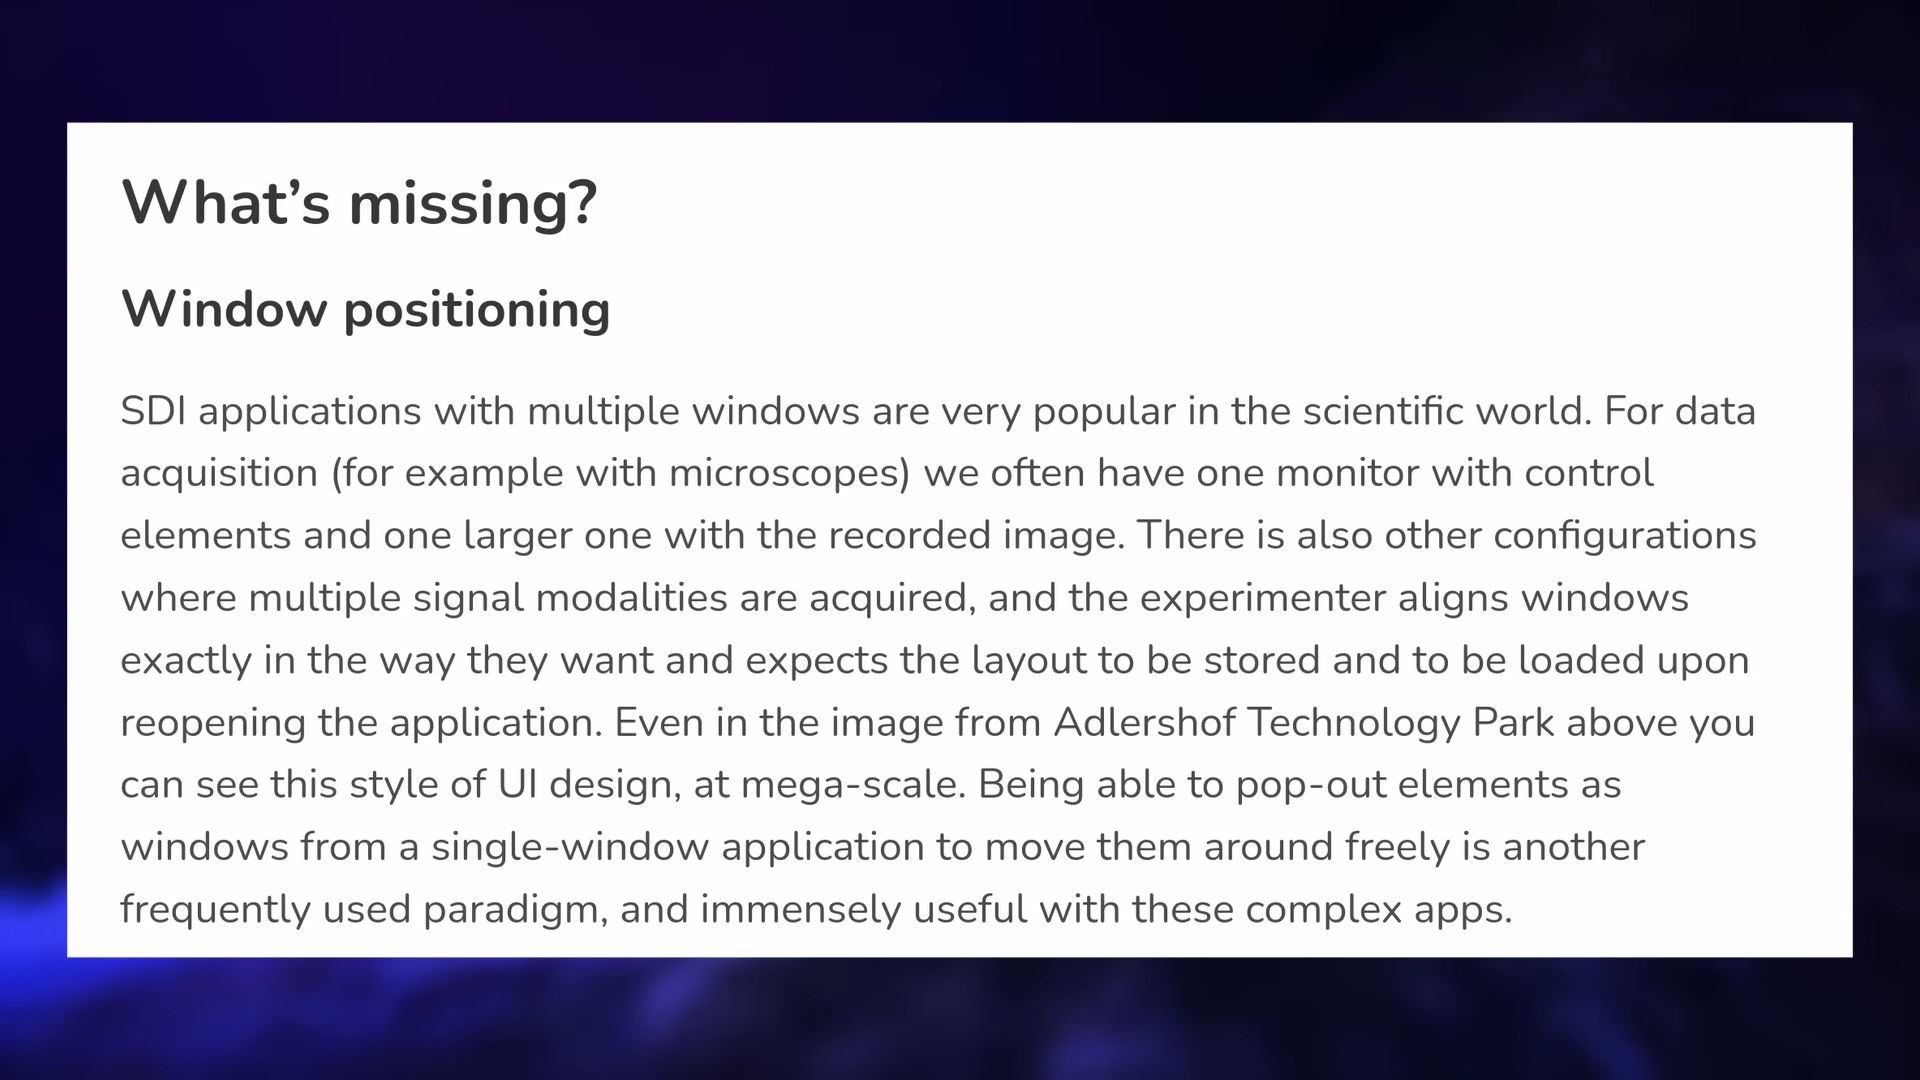 What’s missing?
Window positioning
SDI applications with multiple windows are very popular in the scientific world. For data
acquisition (for example with microscopes) we often have one monitor with control
elements and one larger one with the recorded image. There is also other configurations
where multiple signal modalities are acquired, and the experimenter aligns windows
exactly in the way they want and expects the layout to be stored and to be loaded upon
reopening the application. Even in the image from Adlershof Technology Park above you
can see this style of UI design, at mega-scale. Being able to pop-out elements as
windows from a single-window application to move them around freely is another
frequently used paradigm, and immensely useful with these complex apps.